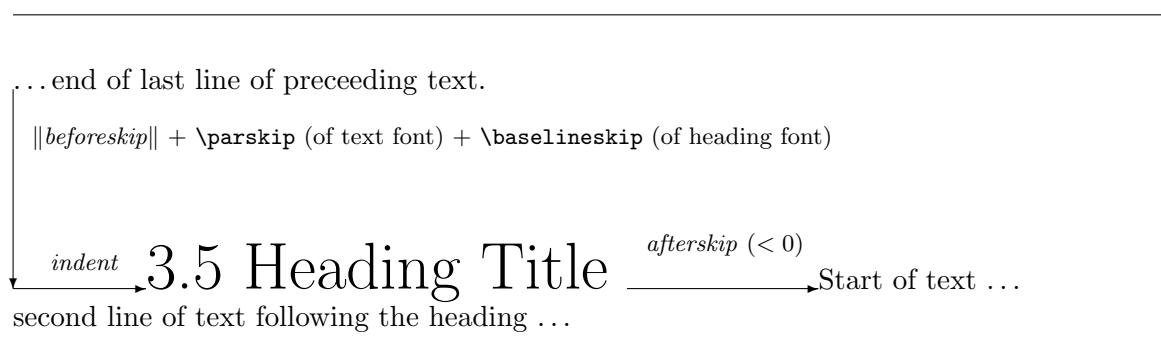 ...end of last line of preceeding text.
‖beforeskip‖ + \parskip (of text font) + \baselineskip (of heading font)
indent 3.5 Heading Title afterskip (< 0) Start of text ...
second line of text following the heading ...